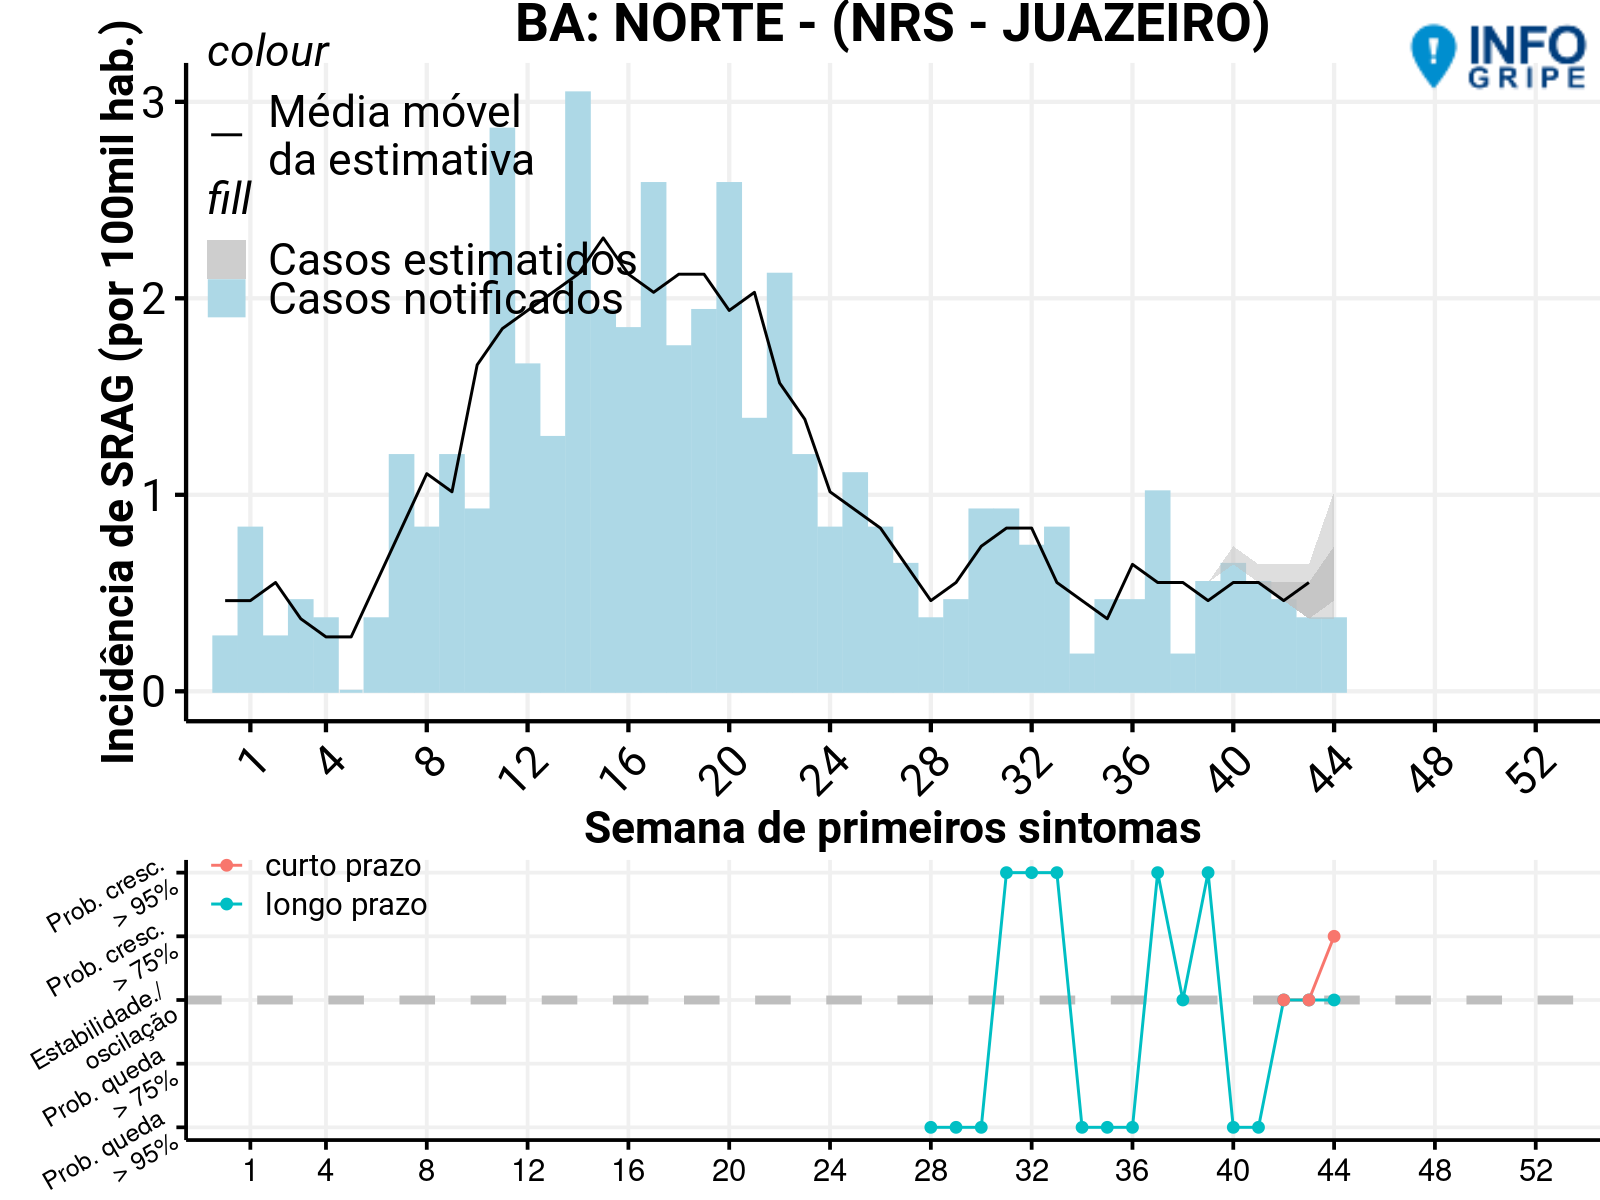 BA: NORTE - (NRS - JUAZEIRO)
INFO
GRIPE
colour
Média móvel
da estimativa
fill
Casos estimatidos
Casos notificados
Incidência de SRAG (por 100mil hab.)
3
2
1
0
1 4 8 12 16 20 24 28 32 36 40 44 48 52
Semana de primeiros sintomas
curto prazo
longo prazo
Prob. cresc.
> 95%
Prob. cresc.
> 75%
Estabilidade./
oscilação
Prob. queda
> 75%
Prob. queda
> 95%
1 4 8 12 16 20 24 28 32 36 40 44 48 52